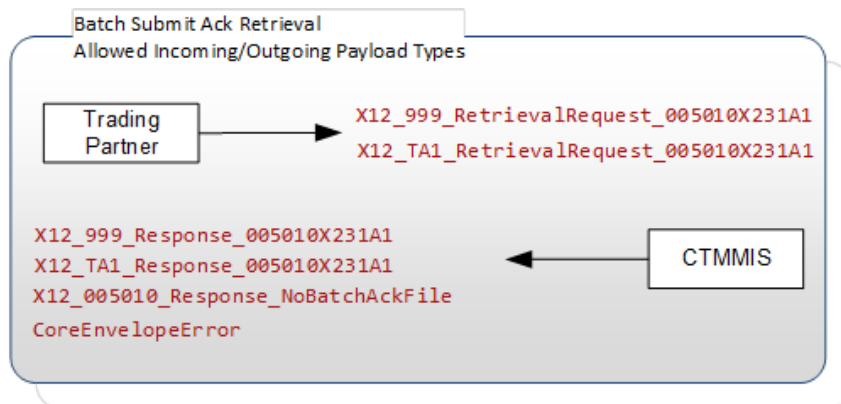 Batch Submit Ack Retrieval
Allowed Incoming/Outgoing Payload Types
Trading
Partner
X12_999_RetrievalRequest_005010X231A1
X12_TA1_RetrievalRequest_005010X231A1
X12_999_Response_005010X231A1
X12_TA1_Response_005010X231A1
X12_005010_Response_NoBatchAckFile
CoreEnvelopeError
CTMMIS